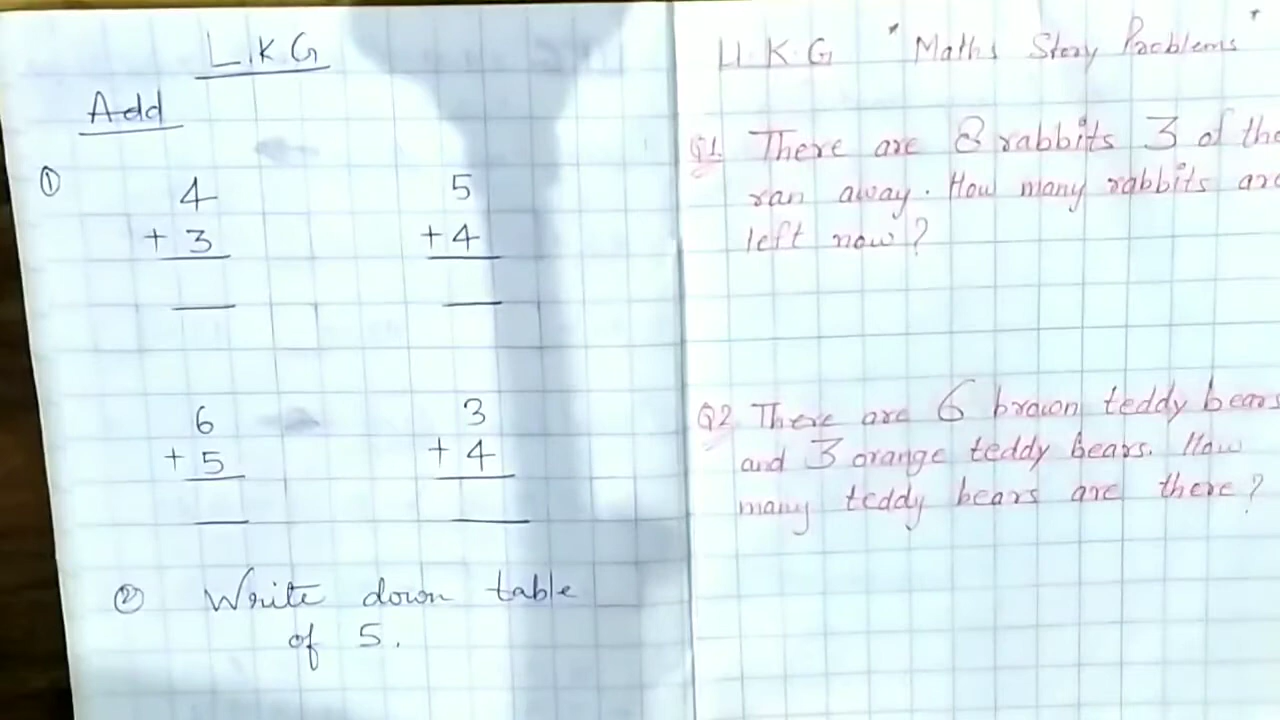 L.K.G
Add
① 4 5
+ 3 + 4
6 3
+ 5 + 4
② Write down table
of 5.
U.K.G "Maths Story Problems"
Q1. There are 8 rabbits 3 of the
ran away. How many rabbits are
left now?
Q2 There are 6 brown teddy bears
and 3 orange teddy bears. How
many teddy bears are there?